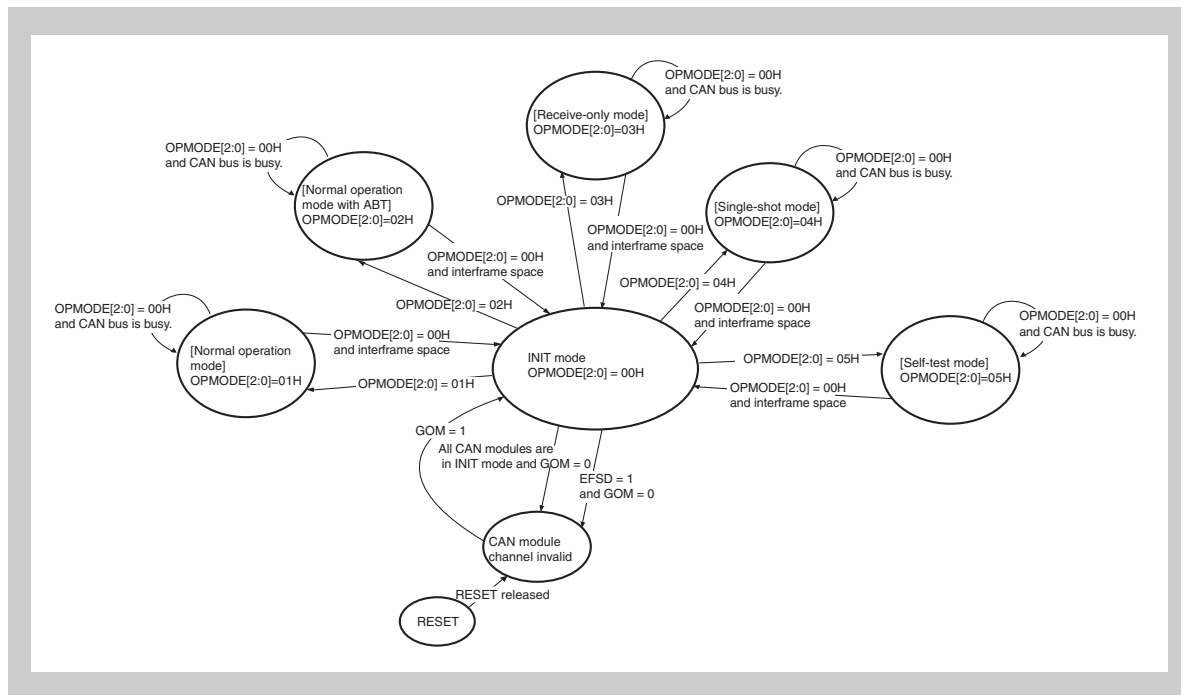 OPMODE[2:0] = 00H
and CAN bus is busy.
[Receive-only mode]
OPMODE[2:0]=03H
OPMODE[2:0] = 00H
and CAN bus is busy.
[Normal operation
mode with ABT]
OPMODE[2:0]=02H
OPMODE[2:0] = 00H
and CAN bus is busy.
[Single-shot mode]
OPMODE[2:0]=04H
OPMODE[2:0] = 03H
OPMODE[2:0] = 00H
and interframe space
OPMODE[2:0] = 00H
and interframe space
OPMODE[2:0] = 04H
OPMODE[2:0] = 02H
OPMODE[2:0] = 00H
and interframe space
OPMODE[2:0] = 00H
and CAN bus is busy.
OPMODE[2:0] = 00H
and CAN bus is busy.
[Normal operation
mode]
OPMODE[2:0]=01H
OPMODE[2:0] = 00H
and interframe space
INIT mode
OPMODE[2:0] = 00H
OPMODE[2:0] = 05H
[Self-test mode]
OPMODE[2:0]=05H
OPMODE[2:0] = 01H
OPMODE[2:0] = 00H
and interframe space
GOM = 1
All CAN modules are
in INIT mode and GOM = 0
EFSD = 1
and GOM = 0
CAN module
channel invalid
RESET released
RESET